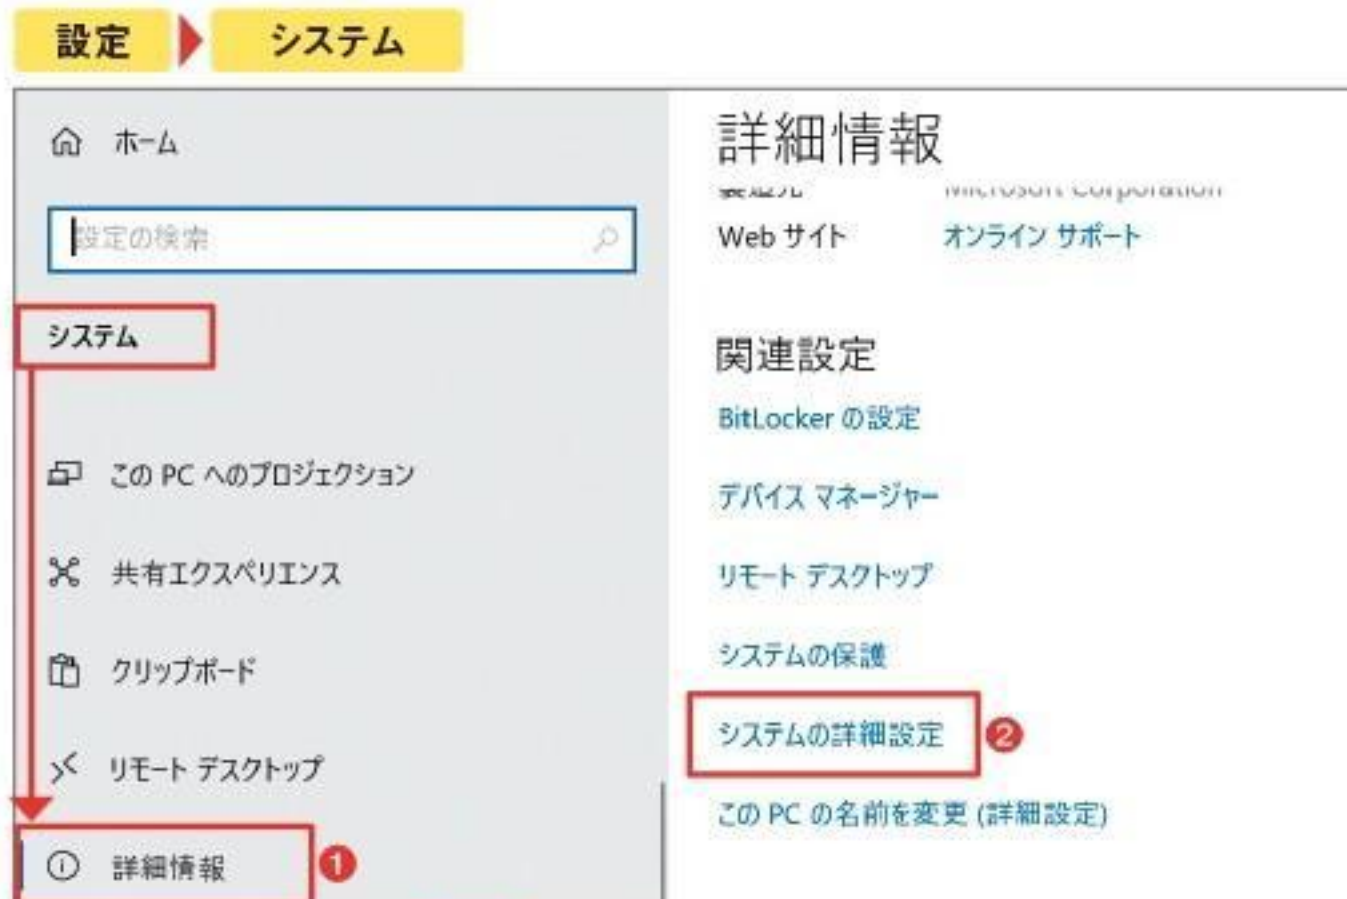 設定 システム
ホーム
設定の検索
システム
このPC へのプロジェクション
共有エクスペリエンス
クリップボード
リモート デスクトップ
詳細情報 1
詳細情報
製造元 Microsoft Corporation
Web サイト オンライン サポート
関連設定
BitLocker の設定
デバイス マネージャー
リモート デスクトップ
システムの保護
システムの詳細設定 2
この PC の名前を変更 (詳細設定)